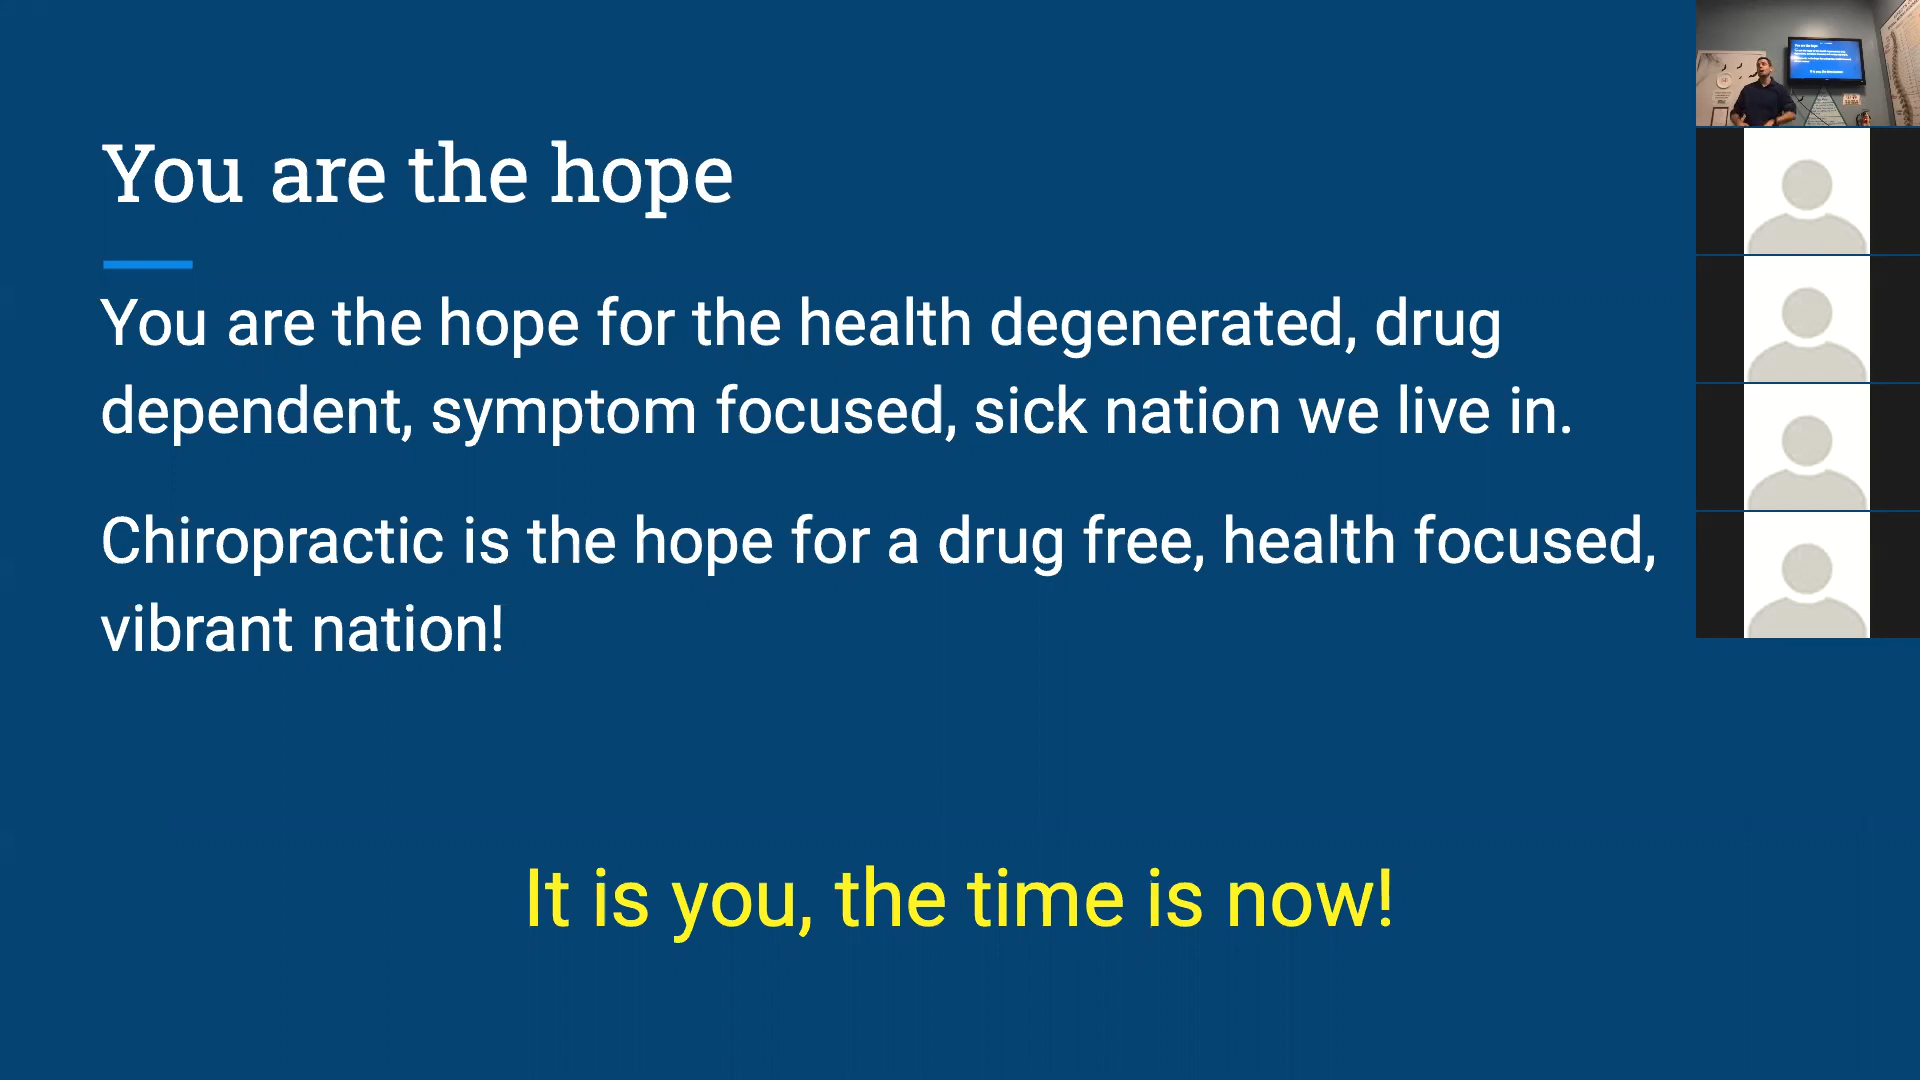 You are the hope
You are the hope for the health degenerated, drug
dependent, symptom focused, sick nation we live in.
Chiropractic is the hope for a drug free, health focused,
vibrant nation!
It is you, the time is now!